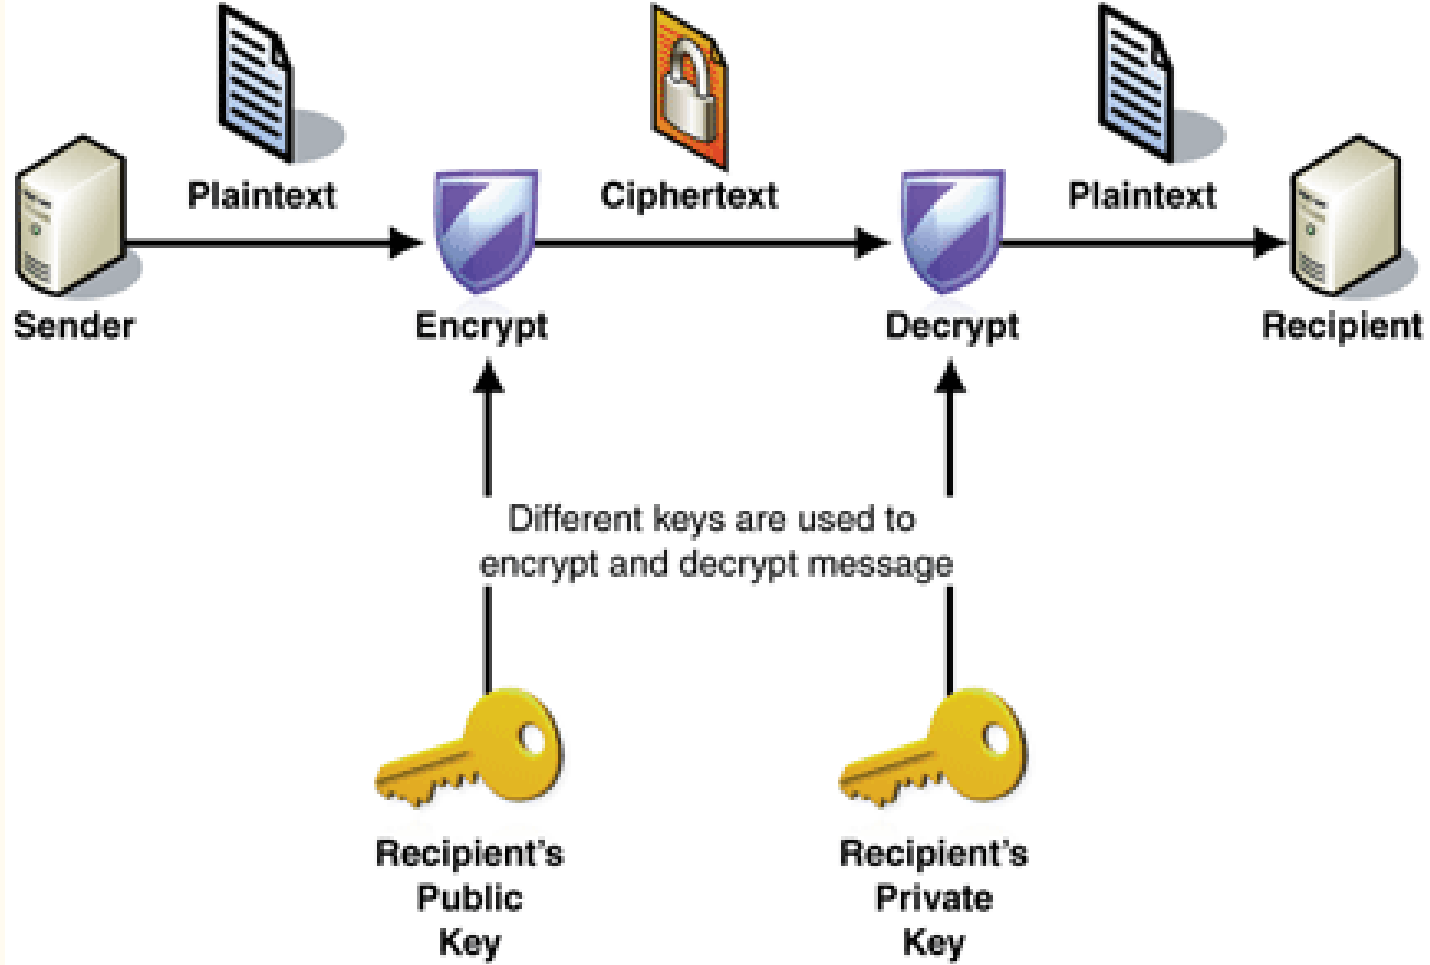 Plaintext
Ciphertext
Plaintext
Sender
Encrypt
Decrypt
Recipient
Different keys are used to
encrypt and decrypt message
Recipient's
Public
Key
Recipient's
Private
Key